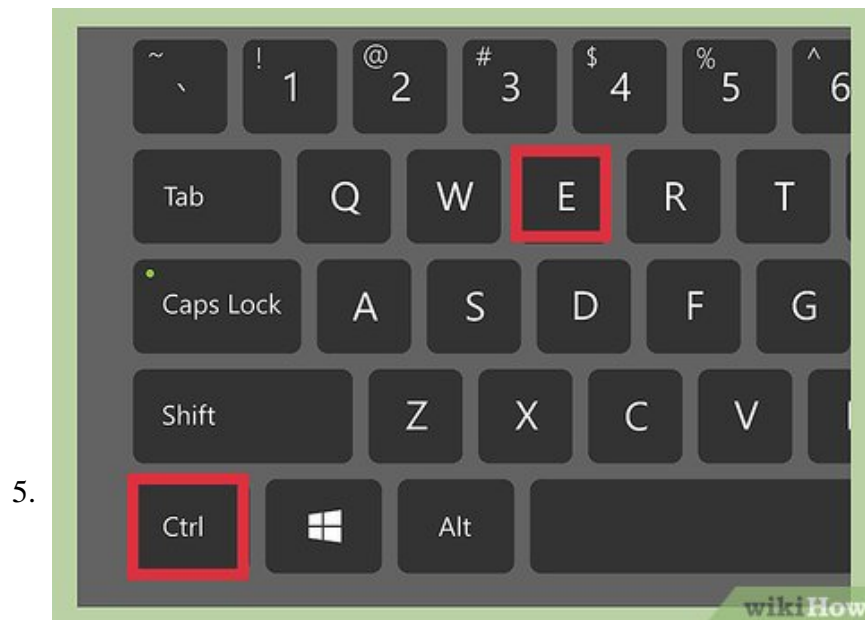 ~ ` ! 1 @ 2 # 3 $ 4 % 5 ^ 6
Tab Q W E R T
Caps Lock A S D F G
Shift Z X C V
5.
Ctrl Alt
wikiHow